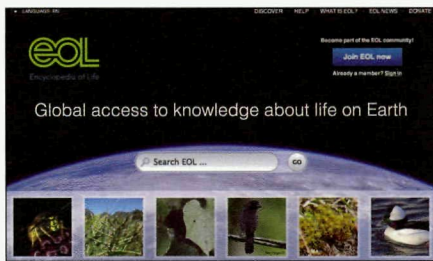 LANGUAGE: EN
DISCOVER HELP WHAT IS EOL? EOL NEWS DONATE
Become part of the EOL community!
eOL
Join EOL now
Encyclopedia of Life
Already a member? Sign in
Global access to knowledge about life on Earth
Search EOL ...
GO